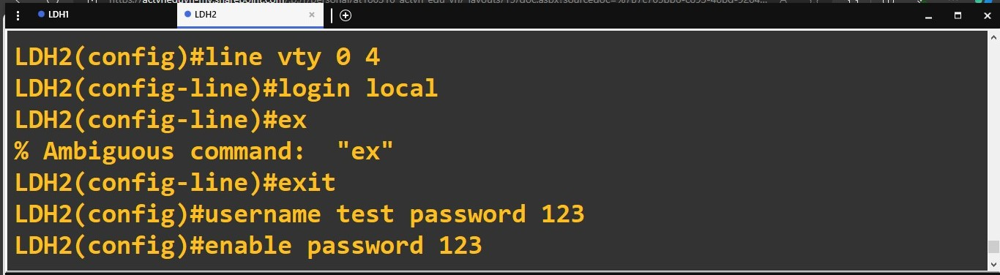 LDH1 LDH2
LDH2(config)#line vty 0 4
LDH2(config-line)#login local
LDH2(config-line)#ex
% Ambiguous command:  "ex"
LDH2(config-line)#exit
LDH2(config)#username test password 123
LDH2(config)#enable password 123